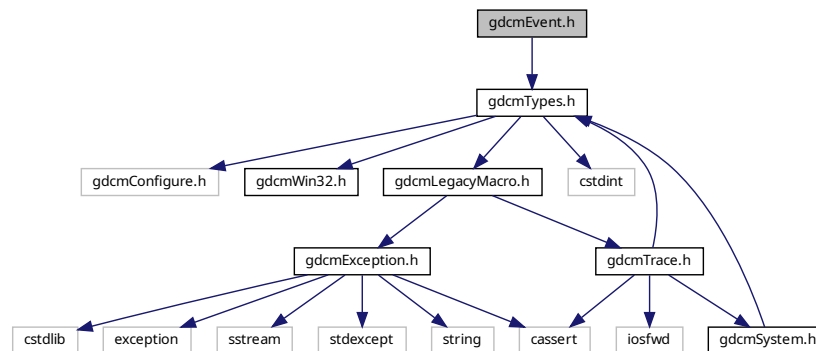 gdcmEvent.h
gdcmTypes.h
gdcmConfigure.h
gdcmWin32.h
gdcmLegacyMacro.h
cstdint
gdcmException.h
gdcmTrace.h
cstdlib
exception
sstream
stdexcept
string
cassert
iosfwd
gdcmSystem.h